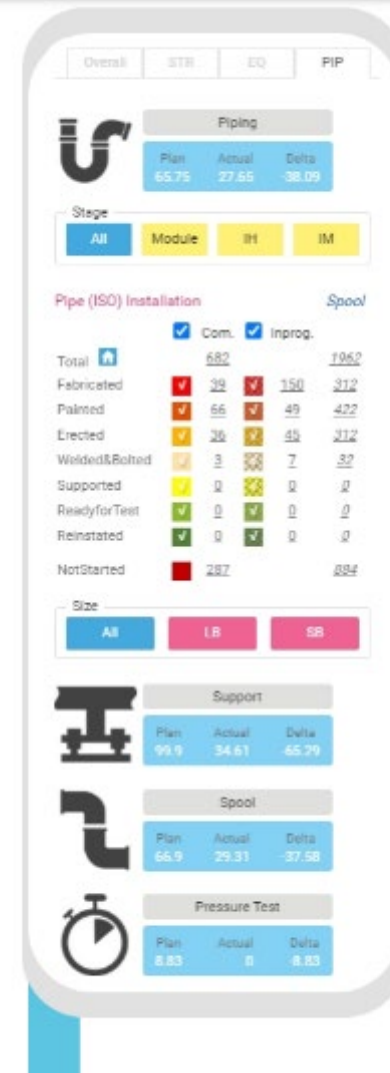 Overall STR EQ PIP
Piping
Plan Actual Delta
65.75 27.65 -38.09
Stage
All Module IH IM
Pipe (ISO) Installation Spool
Com. Inprog.
Total 682 1962
Fabricated 39 150 312
Painted 66 49 422
Erected 36 45 312
Welded&Bolted 3 7 32
Supported 0 0 0
ReadyforTest 0 0 0
Reinstated 0 0 0
NotStarted 287 884
Size
All LB SB
Support
Plan Actual Delta
99.9 34.61 -65.29
Spool
Plan Actual Delta
66.9 29.31 -37.58
Pressure Test
Plan Actual Delta
8.83 0 -8.83